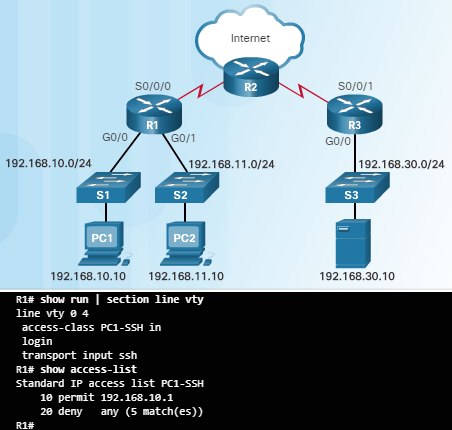 Internet
R2
S0/0/0
S0/0/1
R1
R3
G0/0
G0/1
G0/0
192.168.10.0/24
192.168.11.0/24
192.168.30.0/24
S1
S2
S3
PC1
PC2
192.168.10.10
192.168.11.10
192.168.30.10
R1# show run | section line vty
line vty 0 4
access-class PC1-SSH in
login
transport input ssh
R1# show access-list
Standard IP access list PC1-SSH
10 permit 192.168.10.1
20 deny any (5 match(es))
R1#